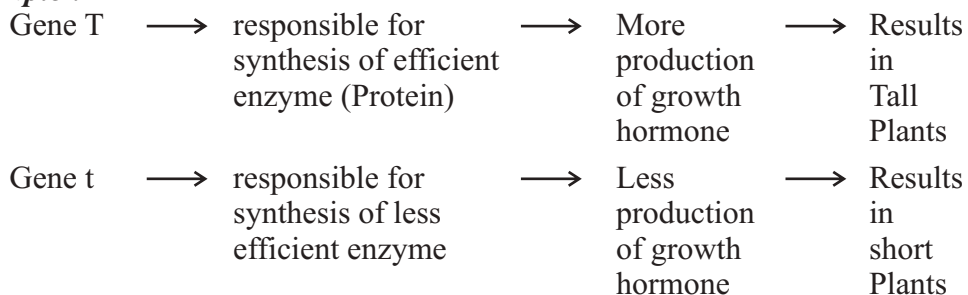 Gene T ⟶ responsible for ⟶ More ⟶ Results
synthesis of efficient production in
enzyme (Protein) of growth Tall
hormone Plants
Gene t ⟶ responsible for ⟶ Less ⟶ Results
synthesis of less production in
efficient enzyme of growth short
hormone Plants